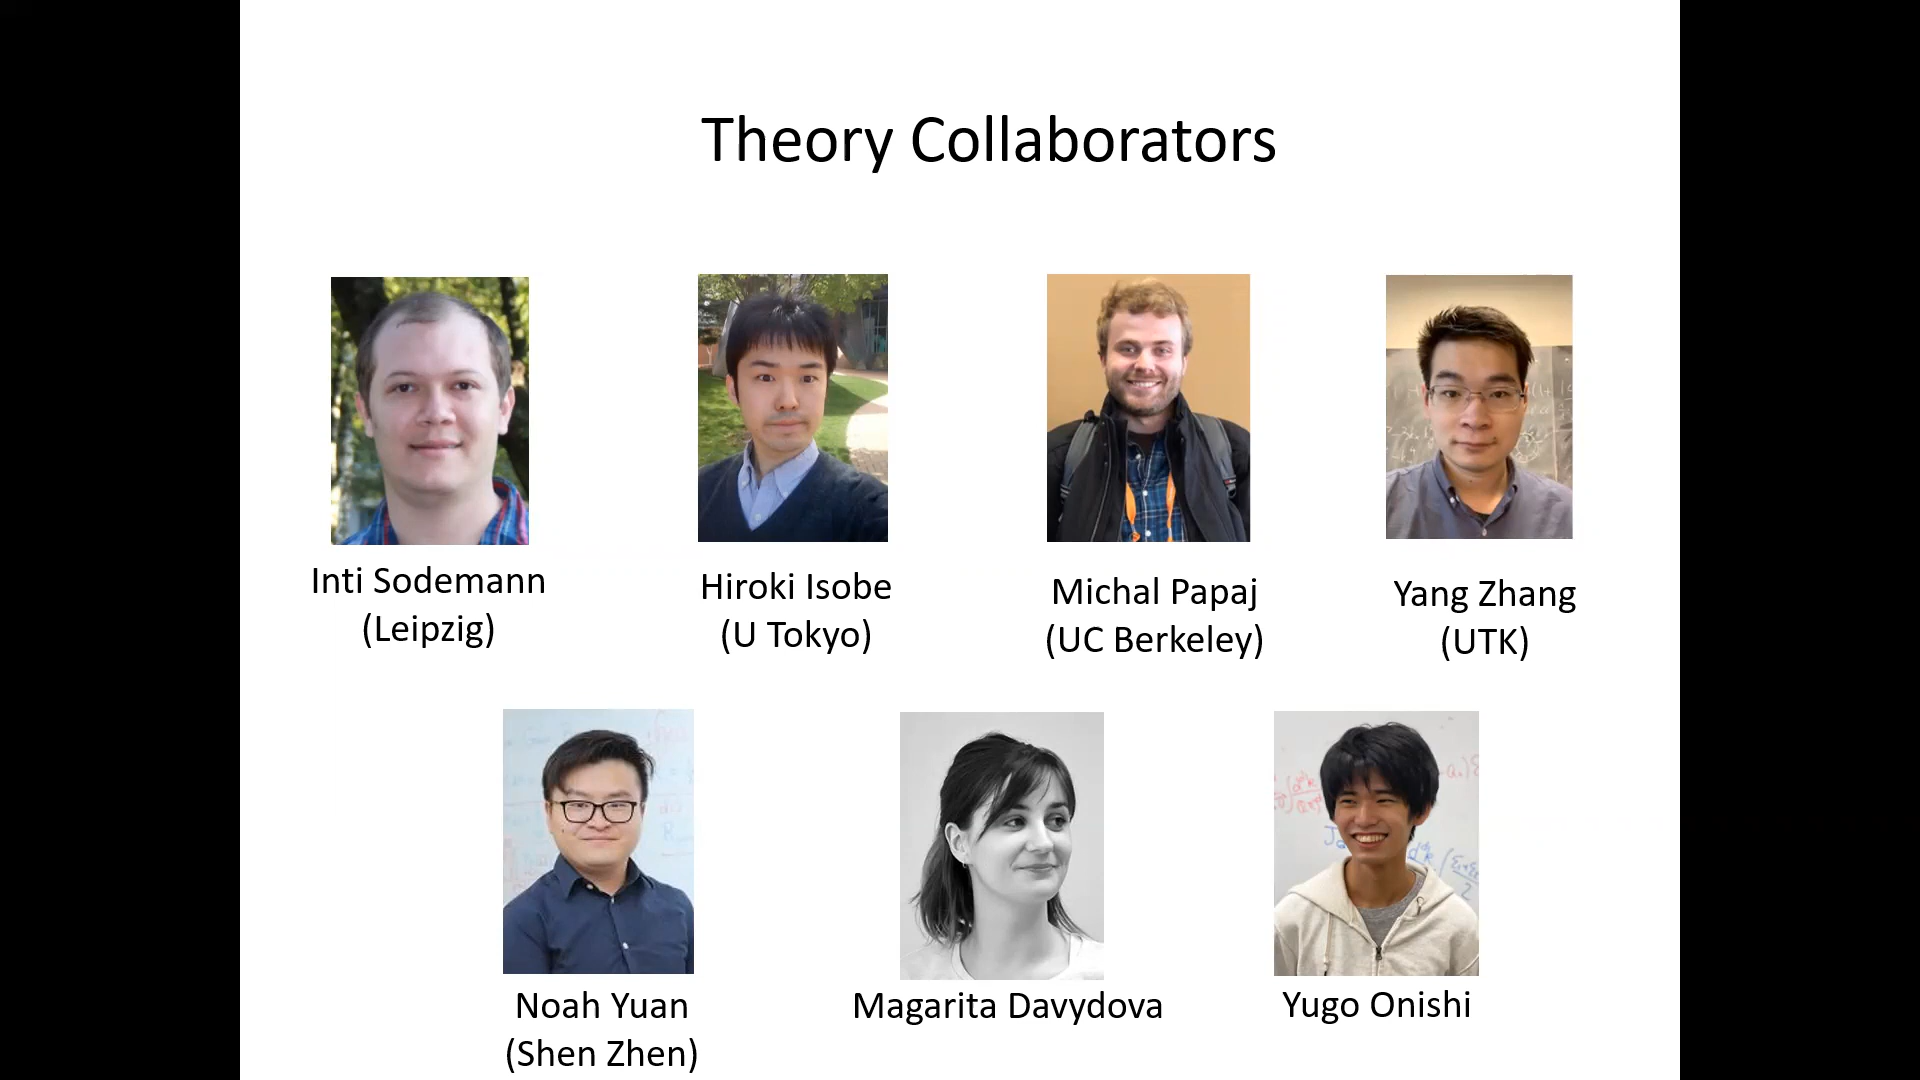 Theory Collaborators
Inti Sodemann
(Leipzig)
Hiroki Isobe
(U Tokyo)
Michal Papaj
(UC Berkeley)
Yang Zhang
(UTK)
Noah Yuan
(Shen Zhen)
Magarita Davydova
Yugo Onishi